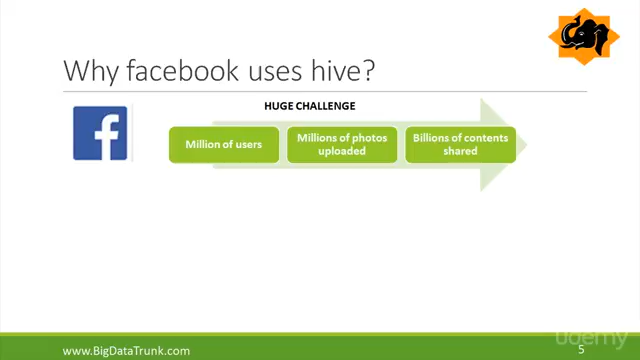 Why facebook uses hive?
HUGE CHALLENGE
f
Million of users
Millions of photos
uploaded
Billions of contents
shared
www.BigDataTrunk.com
5
udemy